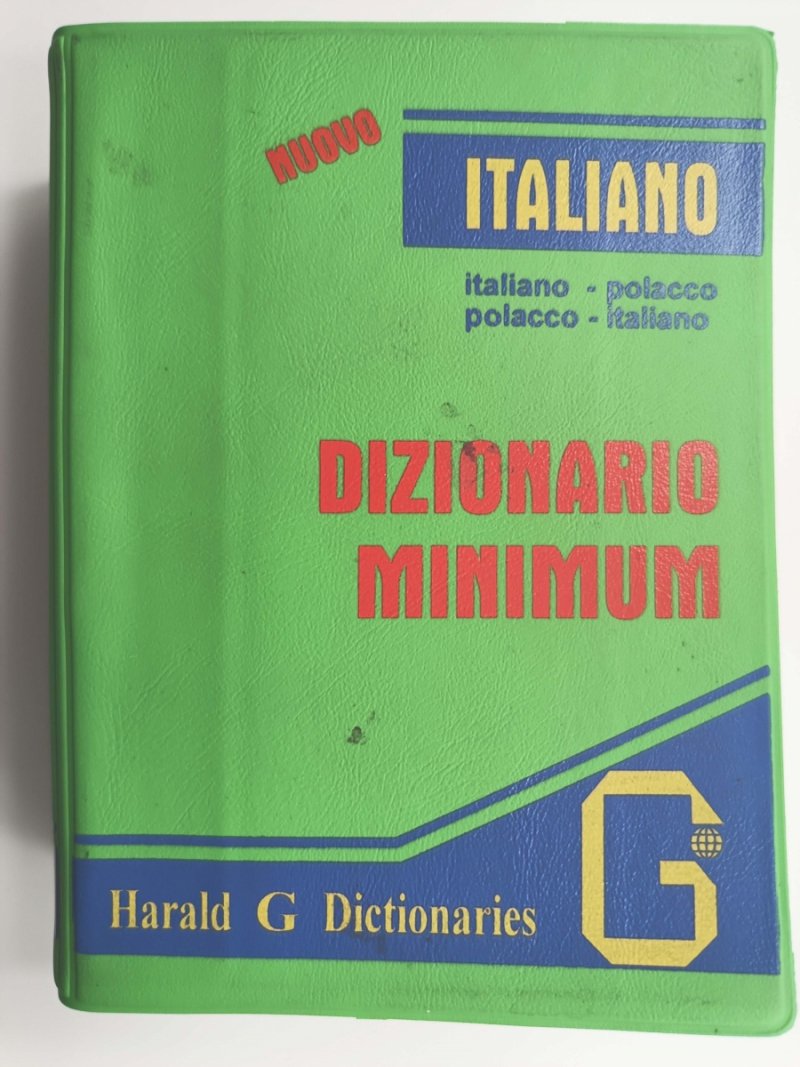 NUOVO
ITALIANO
italiano - polacco
polacco - italiano
DIZIONARIO
MINIMUM
G
Harald G Dictionaries